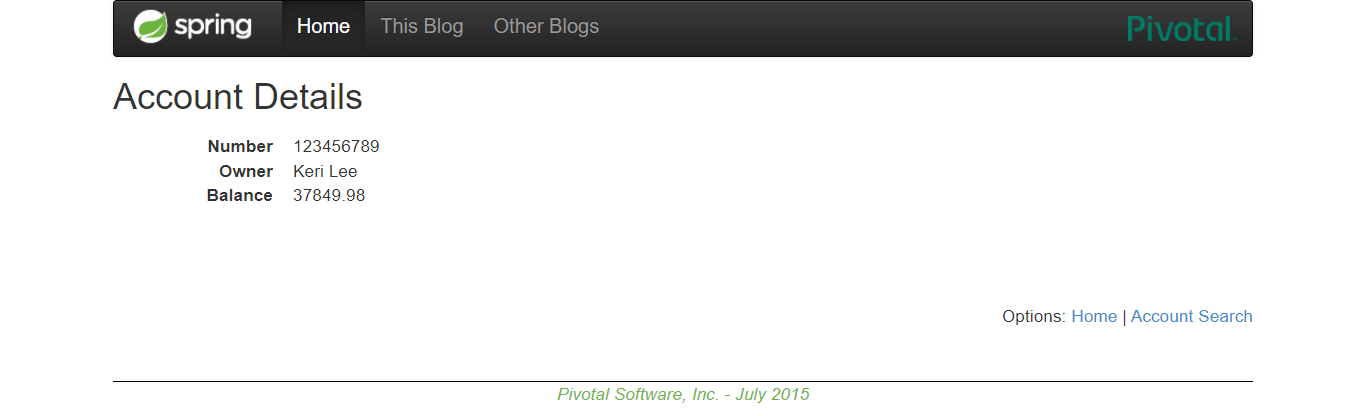 spring Home This Blog Other Blogs Pivotal
Account Details
Number 123456789
Owner Keri Lee
Balance 37849.98
Options: Home | Account Search
Pivotal Software, Inc. - July 2015